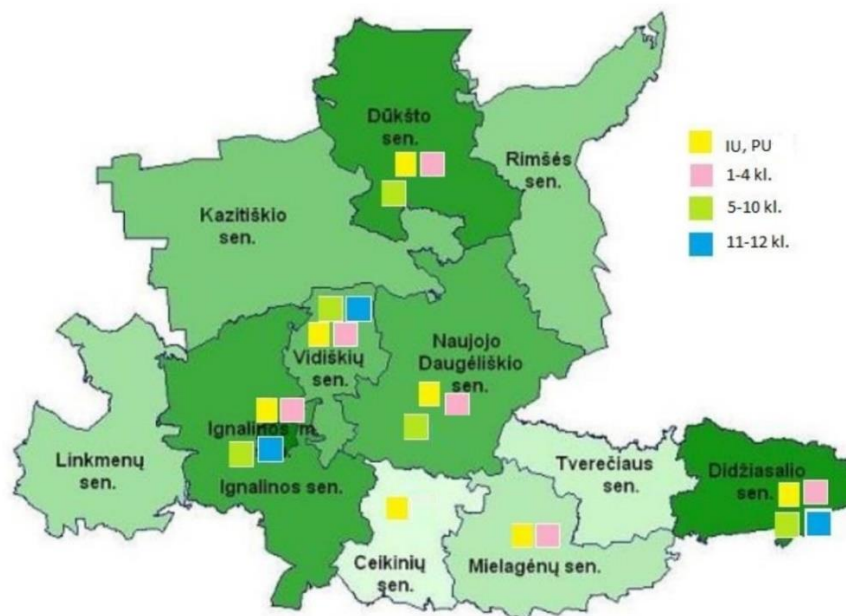 Dūkšto
sen.
Rimšės
sen.
IU, PU
1-4 kl.
5-10 kl.
11-12 kl.
Kazitiškio
sen.
Vidiškių
sen.
Naujojo
Daugėliškio
sen.
Ignalinos m.
Ignalinos sen.
Linkmenų
sen.
Tverečiaus
sen.
Didžiasalio
sen.
Ceikinių
sen.
Mielagėnų sen.